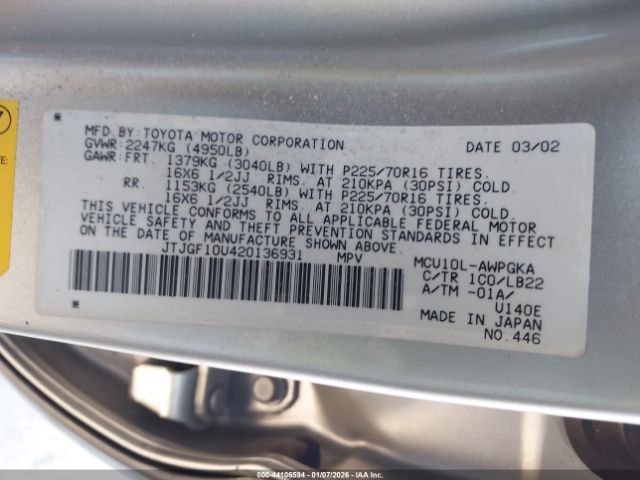 MFD.BY:TOYOTA MOTOR CORPORATION DATE 03/02
GVWR:2247KG (4950LB)
GAWR:FRT. 1379KG (3040LB) WITH P225/70R16 TIRES.
16X6 1/2JJ RIMS. AT 210KPA (30PSI) COLD.
RR. 1153KG (2540LB) WITH P225/70R16 TIRES.
16X6 1/2JJ RIMS. AT 210KPA (30PSI) COLD.
THIS VEHICLE CONFORMS TO ALL APPLICABLE FEDERAL MOTOR
VEHICLE SAFETY AND THEFT PREVENTION STANDARDS IN EFFECT
ON THE DATE OF MANUFACTURE SHOWN ABOVE.
JTJGF10U420136931 MPV MCU10L-AWPGKA
C/TR 1C0/LB22
A/TM -01A/
U140E
MADE IN JAPAN
NO.446
000-44106594 - 01/07/2026 - IAA Inc.